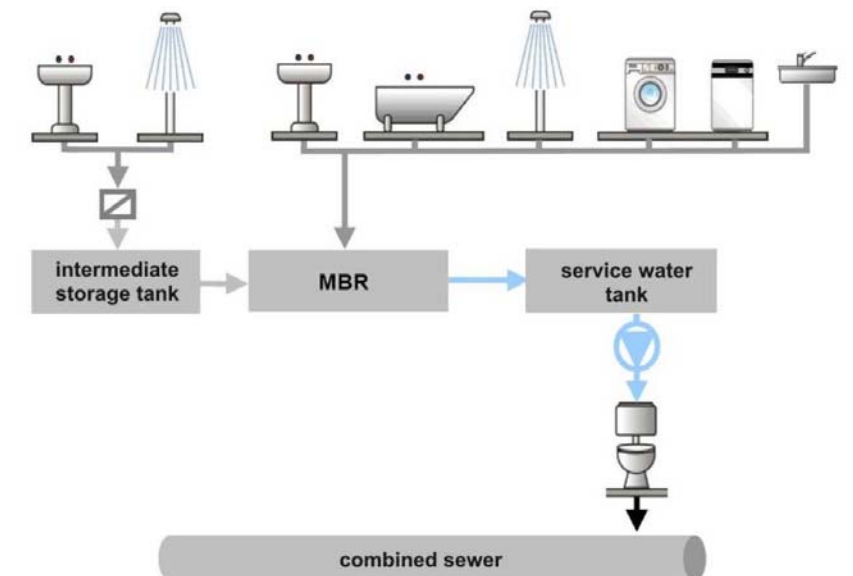 intermediate
storage tank
MBR
service water
tank
combined sewer